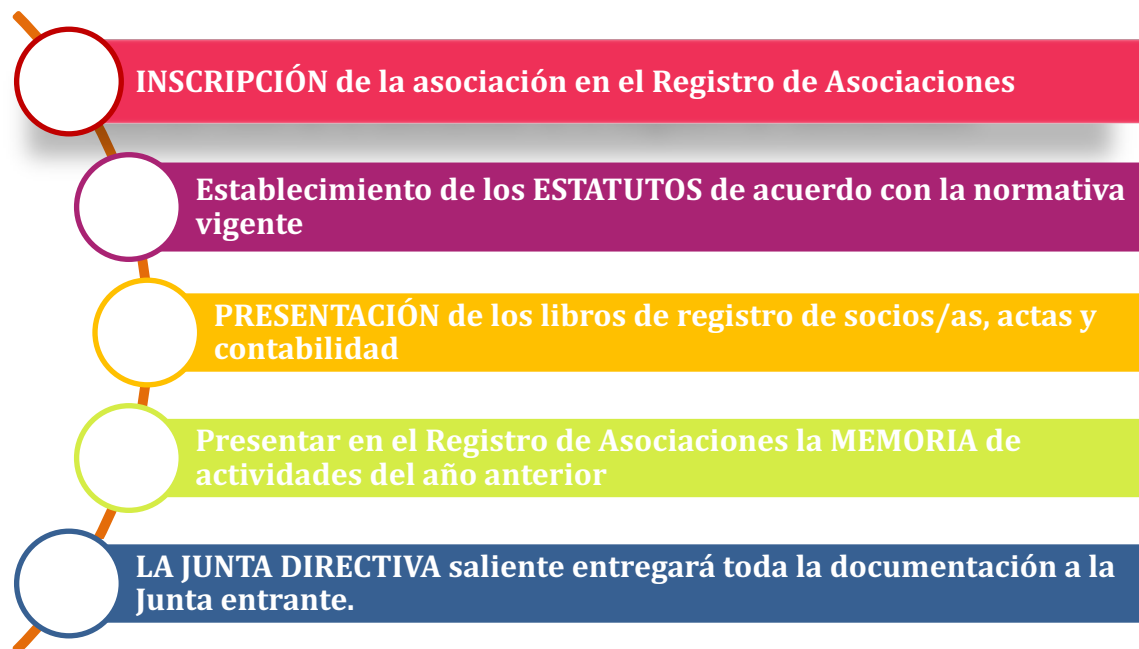 INSCRIPCIÓN de la asociación en el Registro de Asociaciones
Establecimiento de los ESTATUTOS de acuerdo con la normativa
vigente
PRESENTACIÓN de los libros de registro de socios/as, actas y
contabilidad
Presentar en el Registro de Asociaciones la MEMORIA de
actividades del año anterior
LA JUNTA DIRECTIVA saliente entregará toda la documentación a la
Junta entrante.